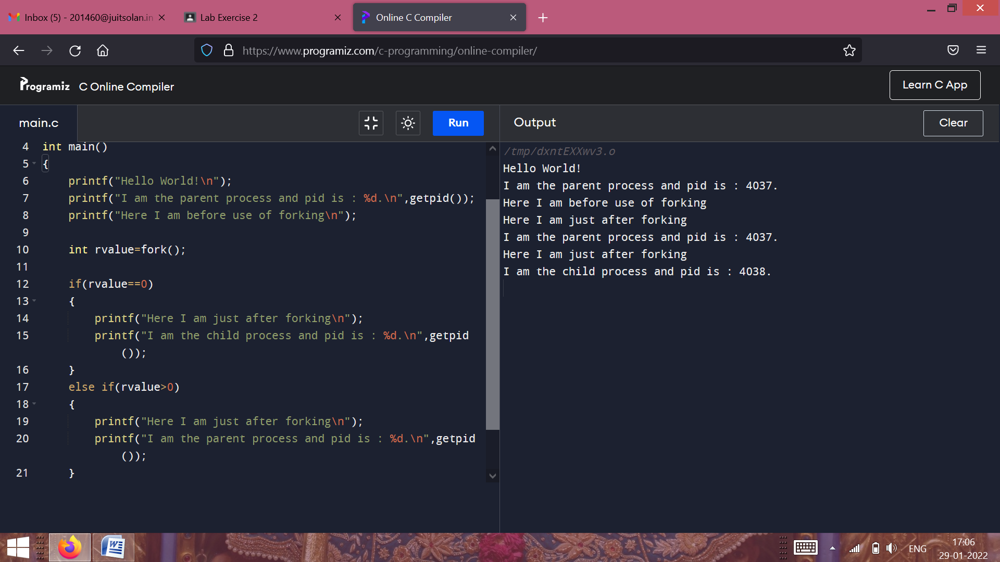 Inbox (5) - 201460@juitsolan.in
Lab Exercise 2
Online C Compiler
https://www.programiz.com/c-programming/online-compiler/
Programiz C Online Compiler
Learn C App
main.c
Run
Output
Clear
4 int main()
5 {
6 printf("Hello World!\n");
7 printf("I am the parent process and pid is : %d.\n",getpid());
8 printf("Here I am before use of forking\n");
9
10 int rvalue=fork();
11
12 if(rvalue==0)
13 {
14 printf("Here I am just after forking\n");
15 printf("I am the child process and pid is : %d.\n",getpid
());
16 }
17 else if(rvalue>0)
18 {
19 printf("Here I am just after forking\n");
20 printf("I am the parent process and pid is : %d.\n",getpid
());
21 }
/tmp/dxntEXXwv3.o
Hello World!
I am the parent process and pid is : 4037.
Here I am before use of forking
Here I am just after forking
I am the parent process and pid is : 4037.
Here I am just after forking
I am the child process and pid is : 4038.
W
ENG
17:06
29-01-2022